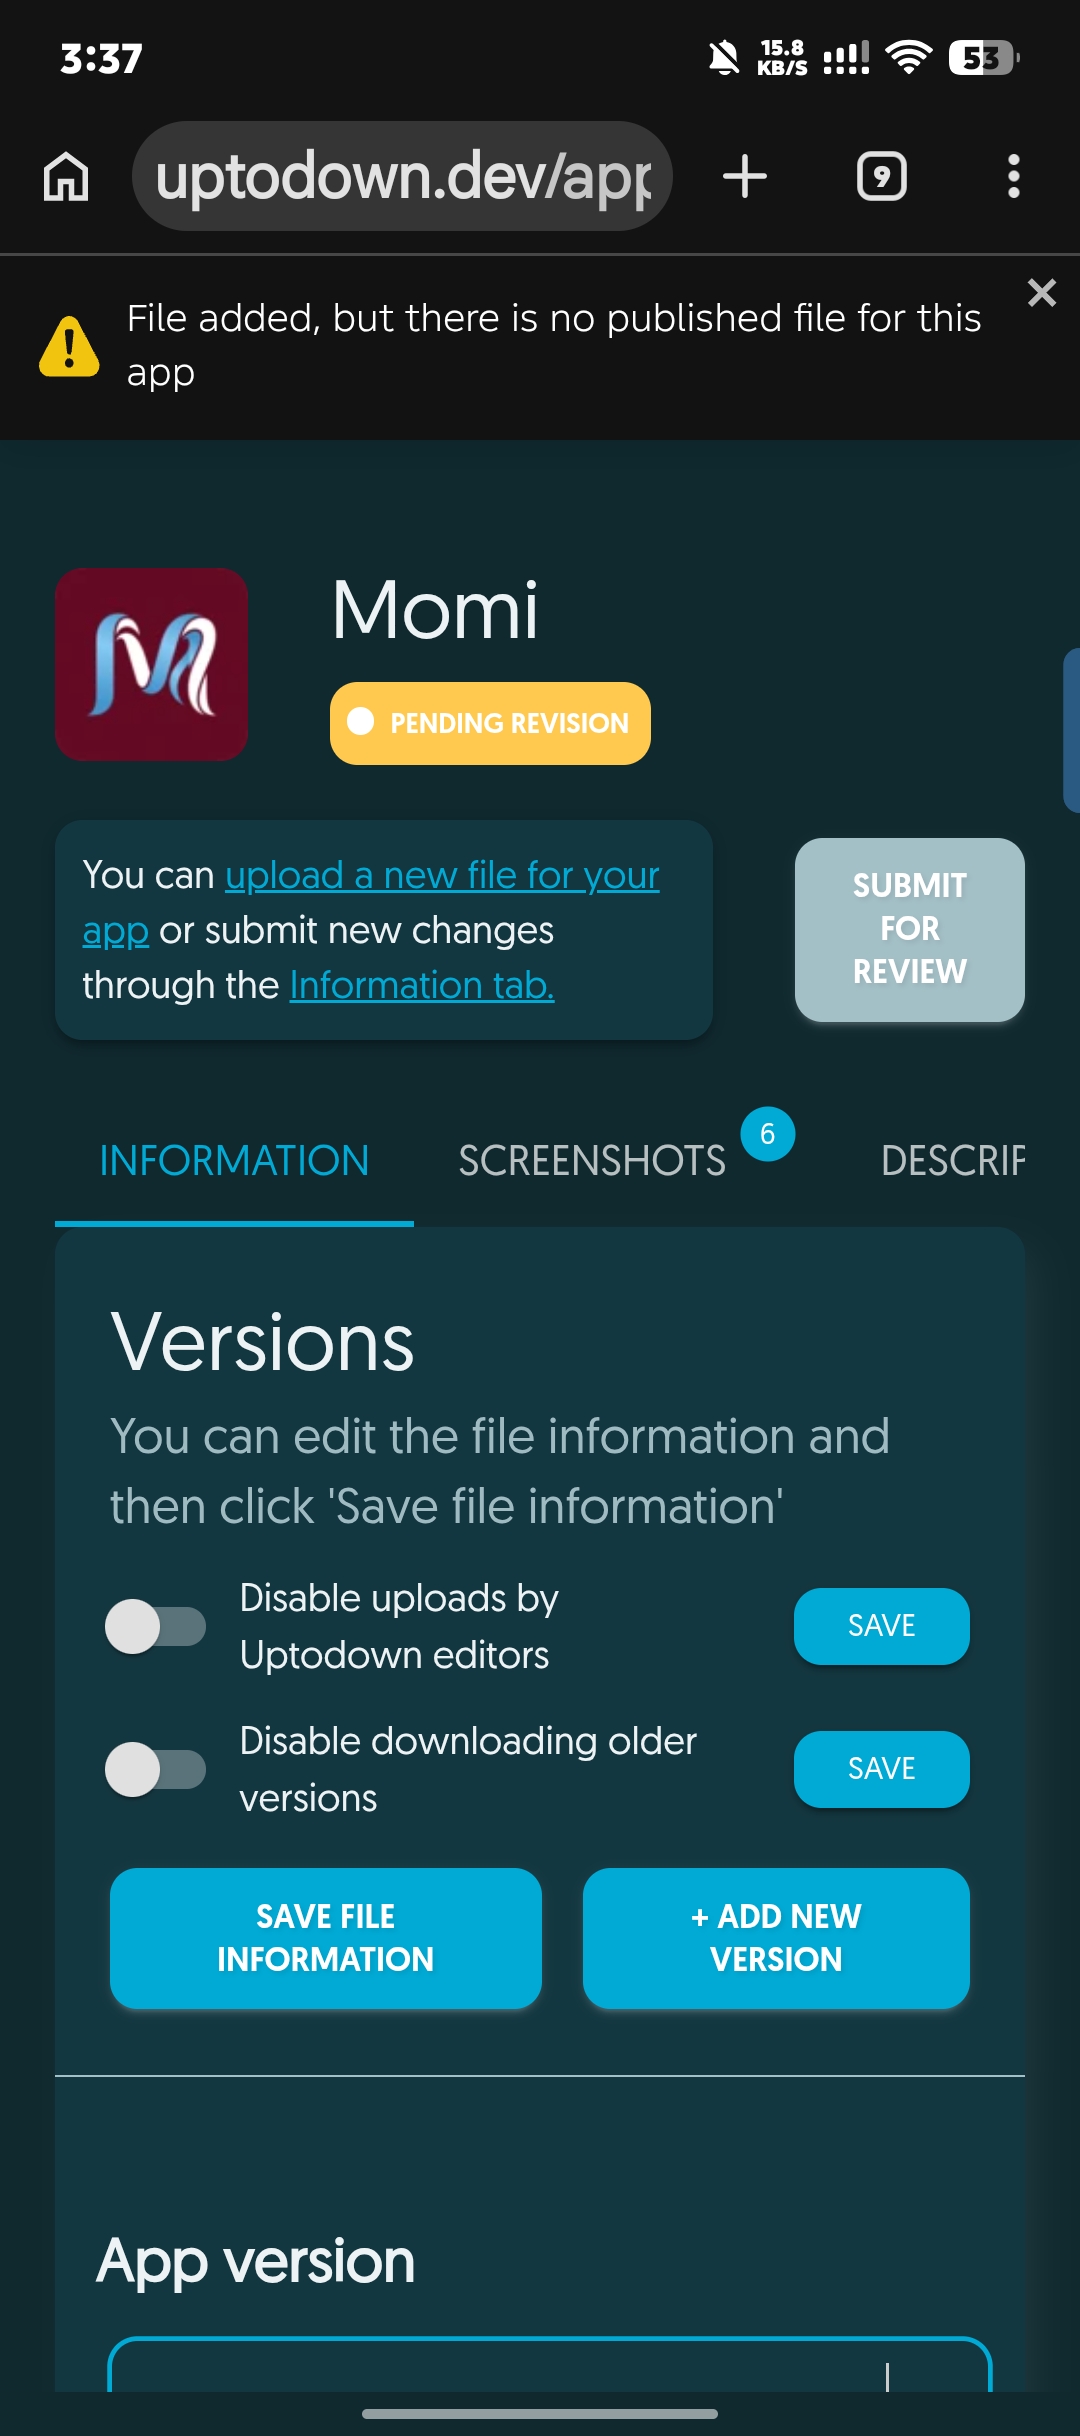 3:37
15.8
KB/S
53
uptodown.dev/app
9
File added, but there is no published file for this
app
Momi
PENDING REVISION
You can upload a new file for your
app or submit new changes
through the Information tab.
SUBMIT
FOR
REVIEW
INFORMATION
SCREENSHOTS
6
DESCRIP
Versions
You can edit the file information and
then click 'Save file information'
Disable uploads by
Uptodown editors
SAVE
Disable downloading older
versions
SAVE
SAVE FILE
INFORMATION
+ ADD NEW
VERSION
App version